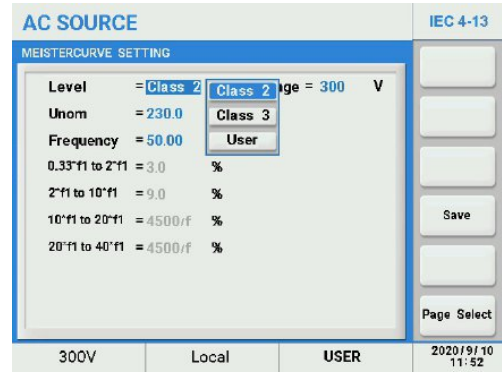 AC SOURCE
IEC 4-13
MEISTERCURVE SETTING
Level = Class 2 ge = 300 V
Class 2
Class 3
User
Unom = 230.0
Frequency = 50.00
0.33*f1 to 2*f1 = 3.0 %
2*f1 to 10*f1 = 9.0 %
10*f1 to 20*f1 = 4500/f %
20*f1 to 40*f1 = 4500/f %
Save
Page Select
300V Local USER
2020/9/10
11:52